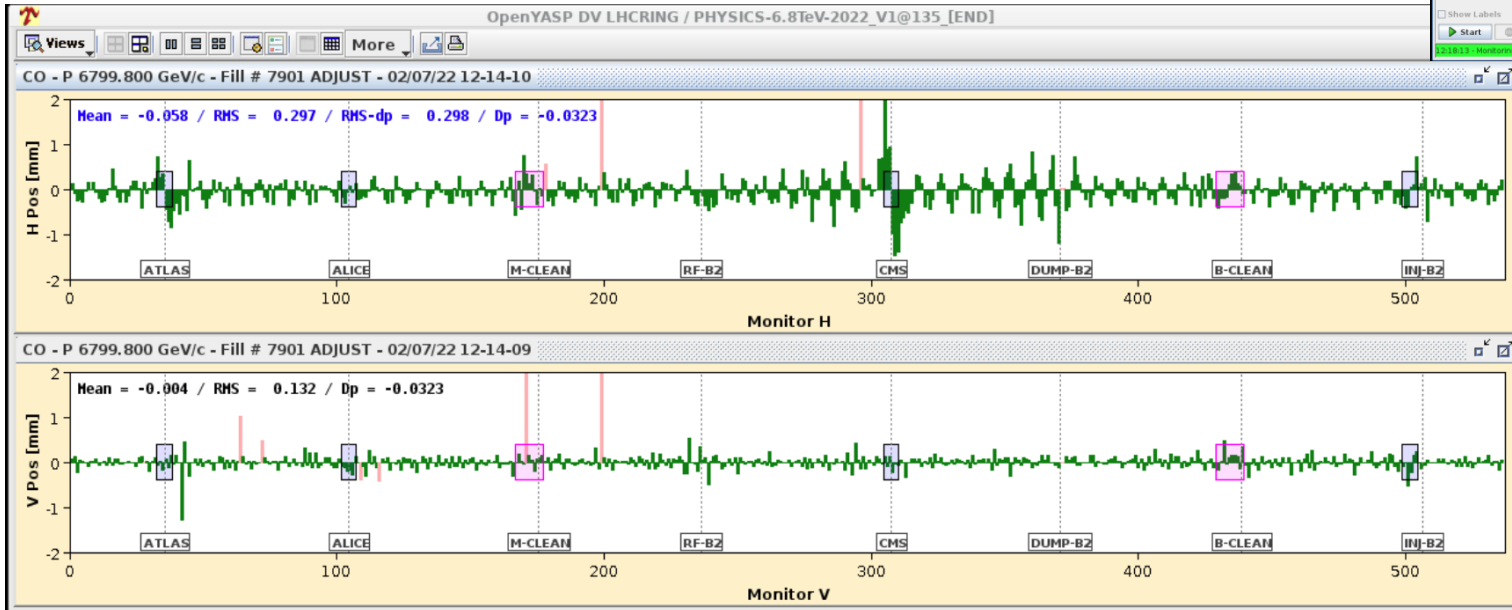 OpenYASP DV LHCRING / PHYSICS-6.8TeV-2022_V1@135_[END]
Show Labels
Start
12:18:13 - Monitoring
Views
More
CO - P 6799.800 GeV/c - Fill # 7901 ADJUST - 02/07/22 12-14-10
Mean = -0.058 / RMS = 0.297 / RMS-dp = 0.298 / Dp = -0.0323
H Pos [mm]
2
1
0
-1
-2
ATLAS ALICE M-CLEAN RF-B2 CMS DUMP-B2 B-CLEAN INJ-B2
0 100 200 300 400 500
Monitor H
CO - P 6799.800 GeV/c - Fill # 7901 ADJUST - 02/07/22 12-14-09
Mean = -0.004 / RMS = 0.132 / Dp = -0.0323
V Pos [mm]
2
1
0
-1
-2
ATLAS ALICE M-CLEAN RF-B2 CMS DUMP-B2 B-CLEAN INJ-B2
0 100 200 300 400 500
Monitor V